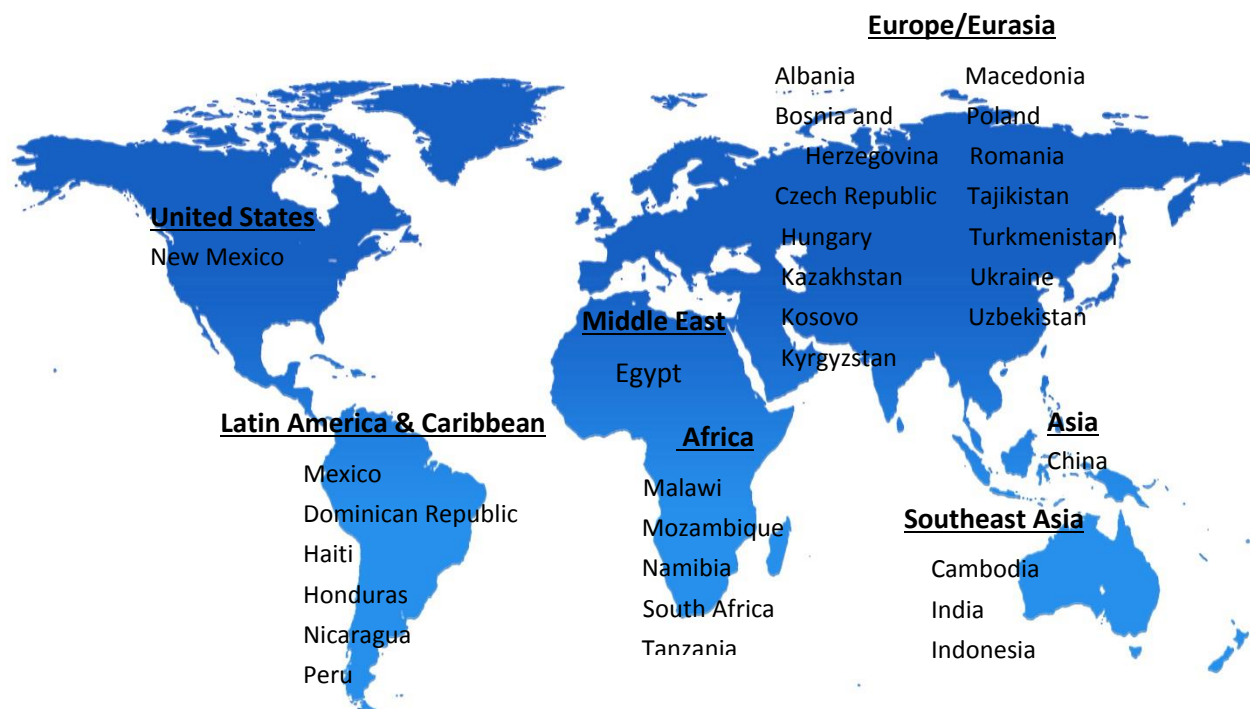 Europe/Eurasia
Albania
Bosnia and
Herzegovina
Czech Republic
Hungary
Kazakhstan
Kosovo
Kyrgyzstan
Macedonia
Poland
Romania
Tajikistan
Turkmenistan
Ukraine
Uzbekistan
United States
New Mexico
Middle East
Egypt
Latin America & Caribbean
Mexico
Dominican Republic
Haiti
Honduras
Nicaragua
Peru
Africa
Malawi
Mozambique
Namibia
South Africa
Tanzania
Asia
China
Southeast Asia
Cambodia
India
Indonesia